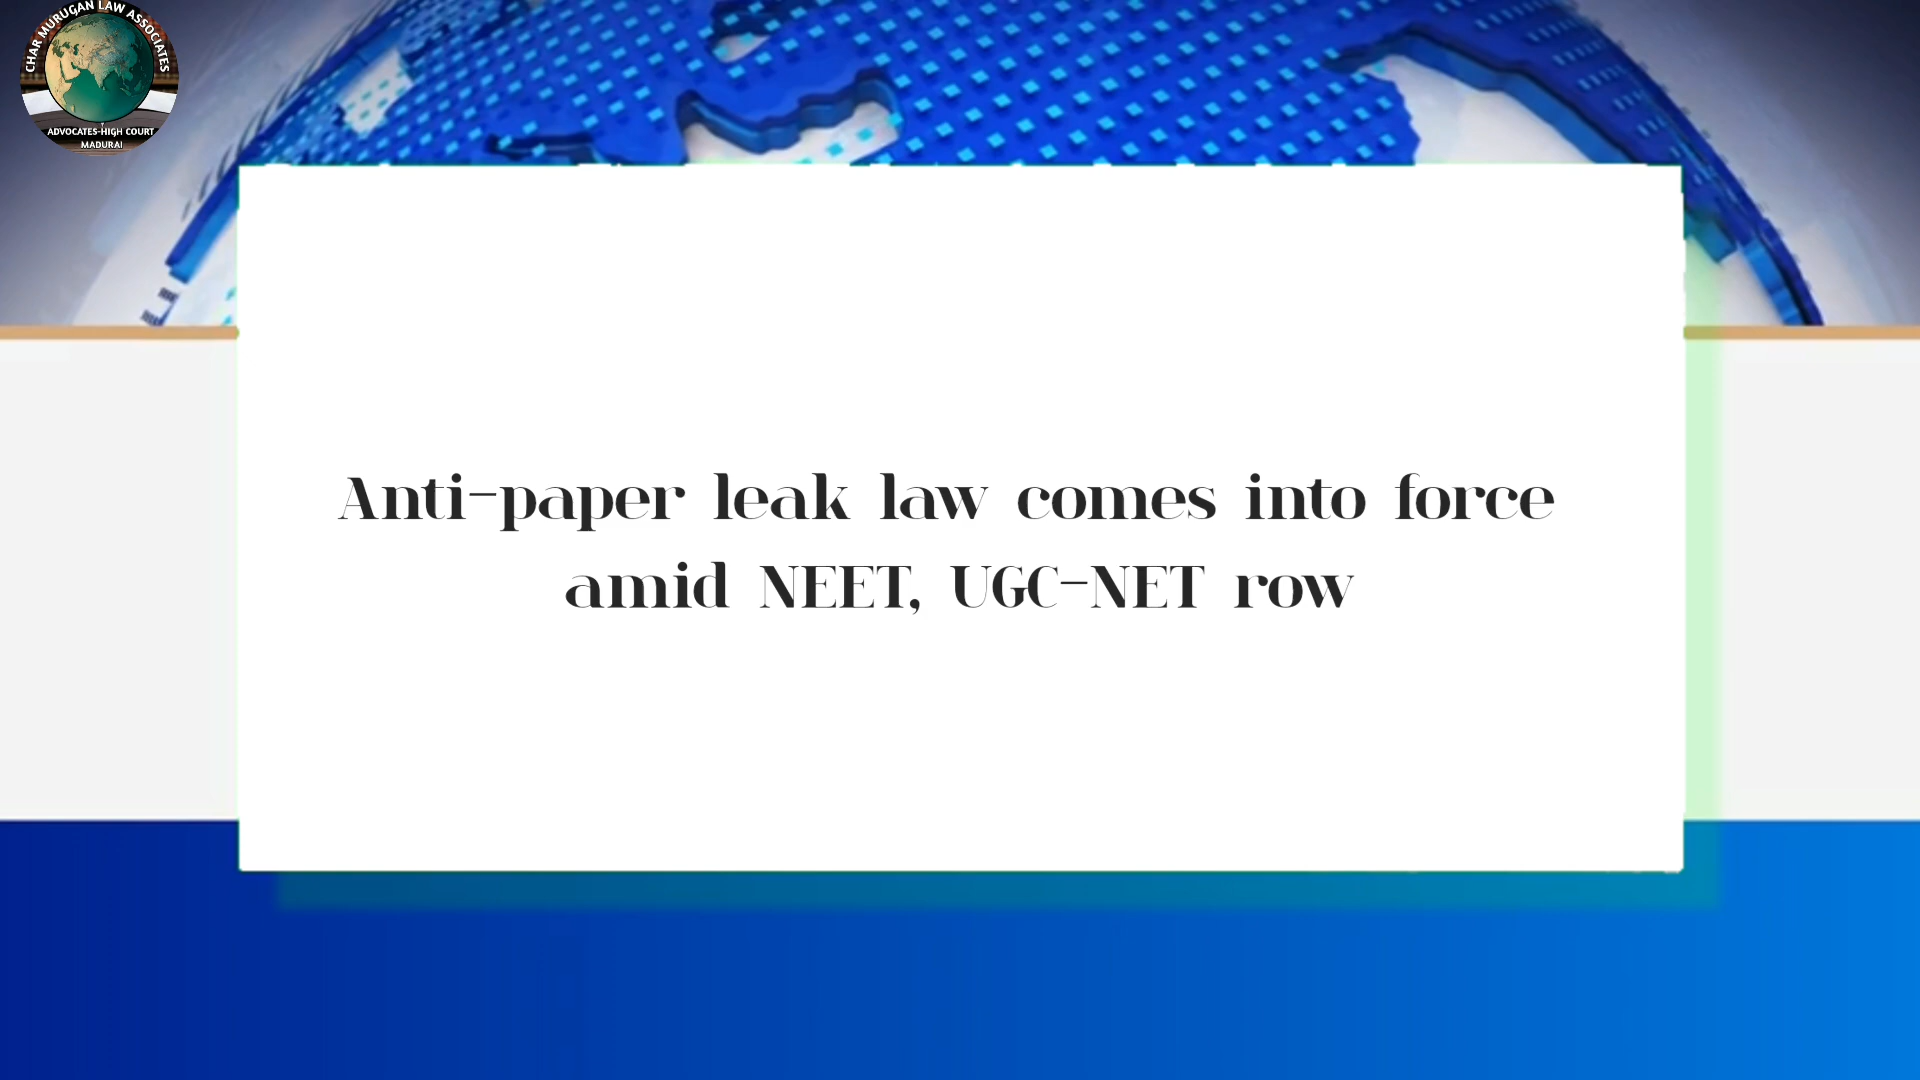 CHAR MURUGAN LAW ASSOCIATES
ADVOCATES-HIGH COURT
MADURAI
Anti-paper leak law comes into force
amid NEET, UGC-NET row